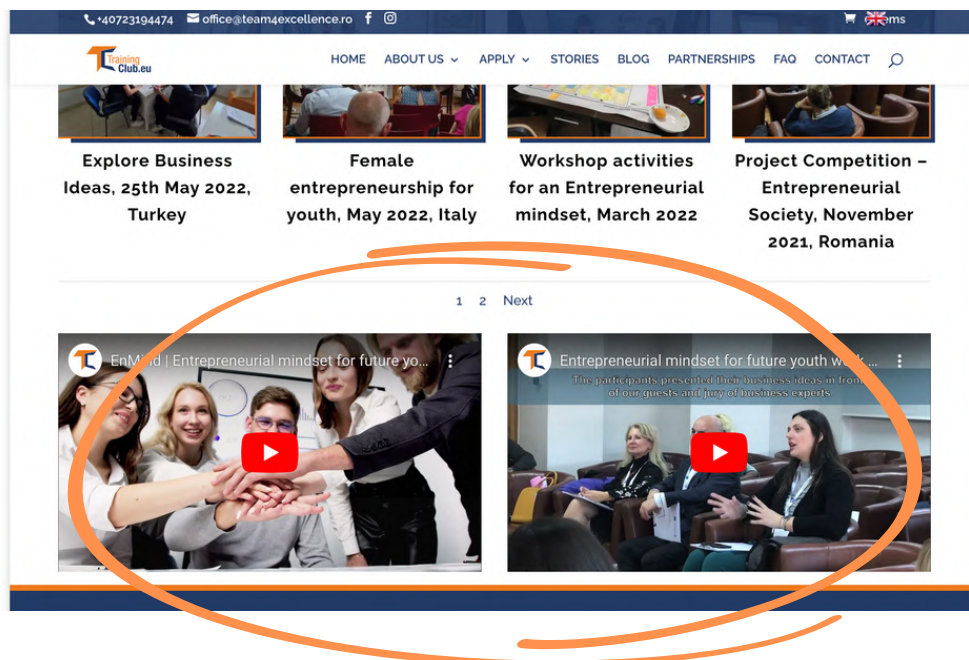 +40723194474 office@team4excellence.ro
Training
Club.eu
HOME ABOUT US APPLY STORIES BLOG PARTNERSHIPS FAQ CONTACT
Explore Business
Ideas, 25th May 2022,
Turkey
Female
entrepreneurship for
youth, May 2022, Italy
Workshop activities
for an Entrepreneurial
mindset, March 2022
Project Competition –
Entrepreneurial
Society, November
2021, Romania
1 2 Next
EnMind | Entrepreneurial mindset for future yo...
Entrepreneurial mindset for future youth work ...
The participants presented their business ideas in front
of our guests and jury of business experts